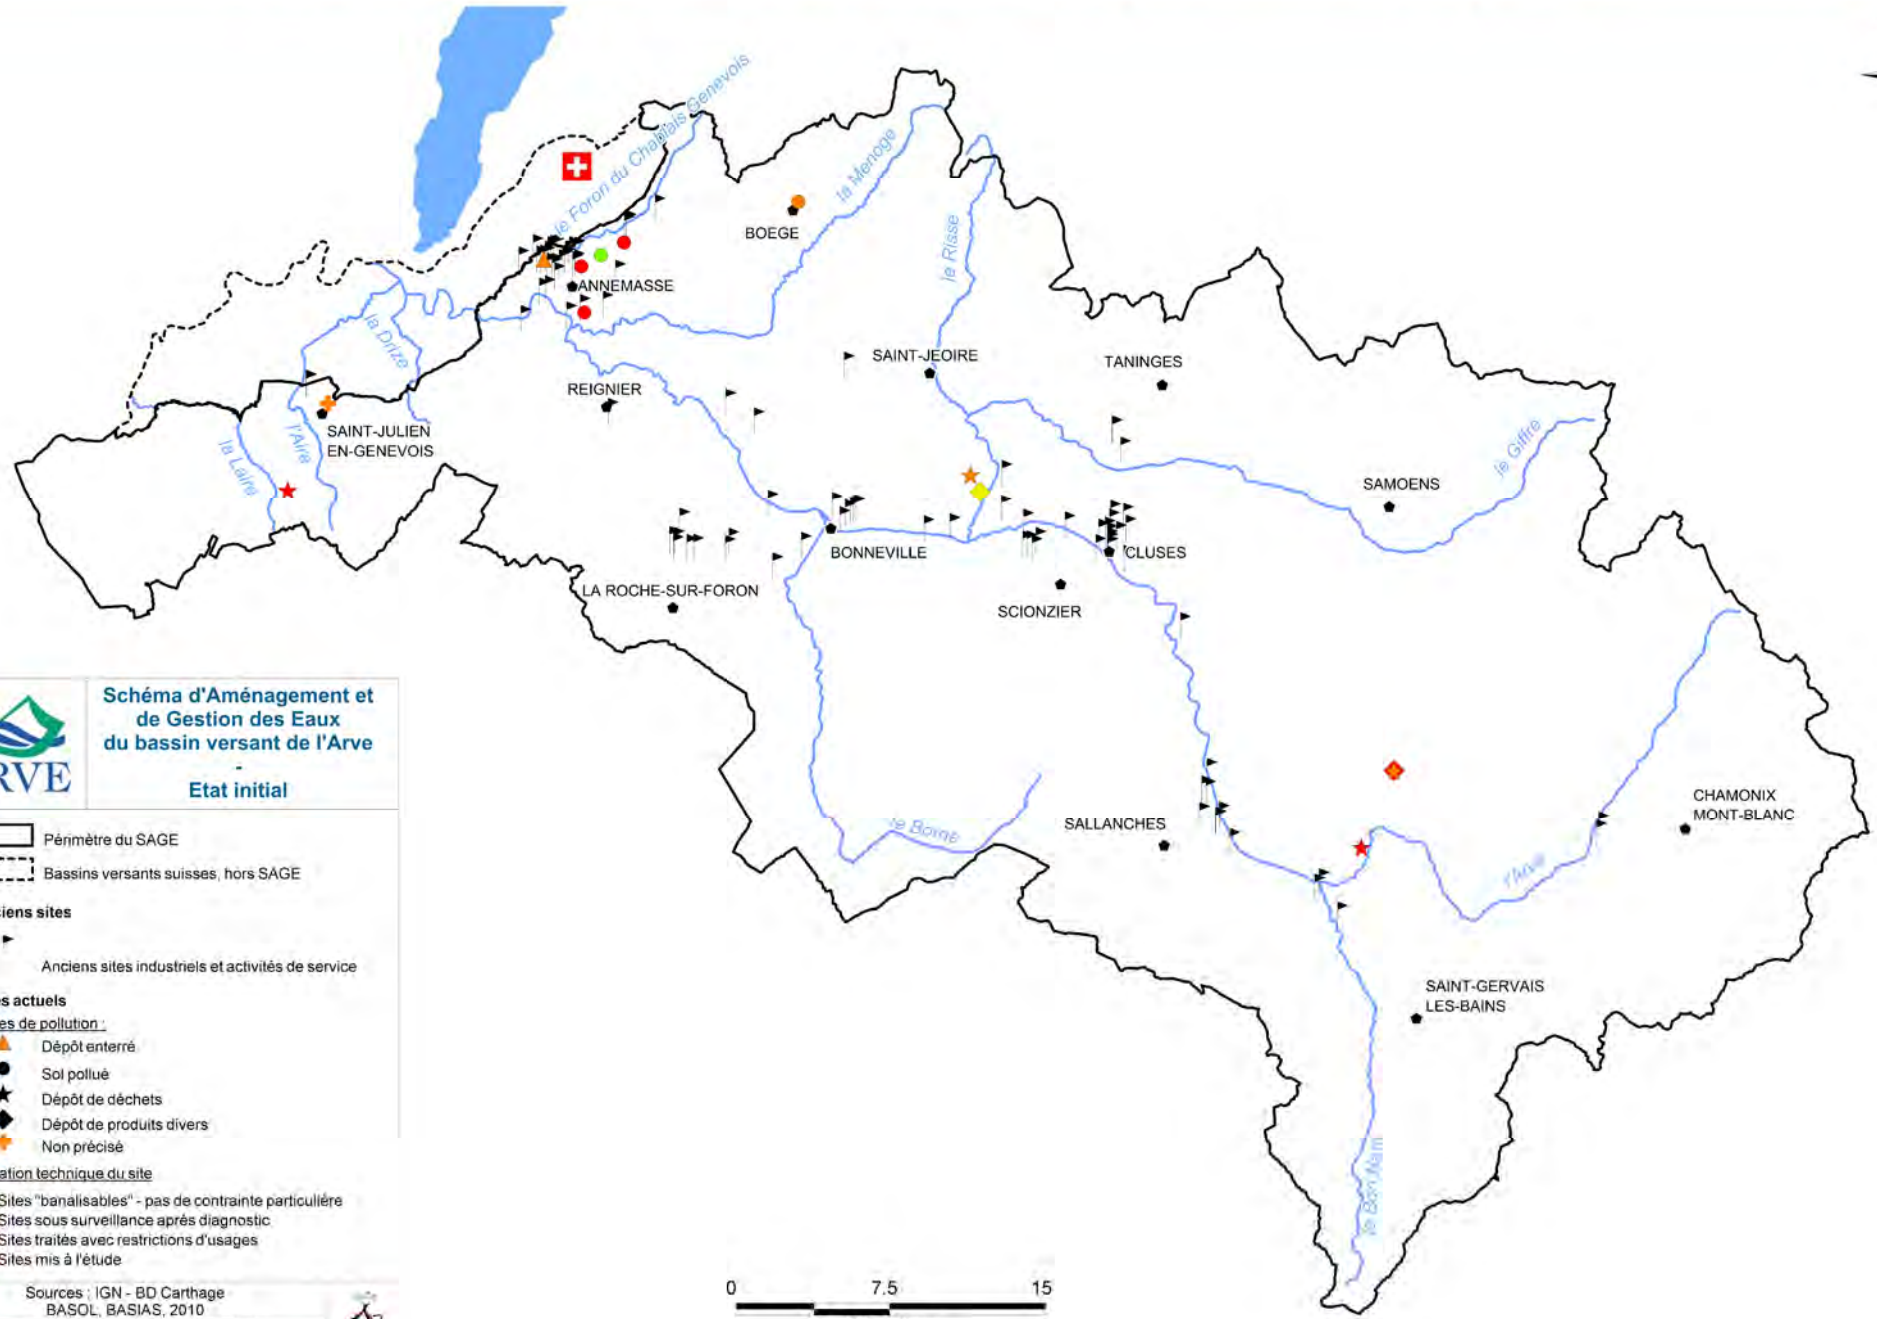 le Foron du Chablais Genevois
la Menoge
BOEGE
le Risse
ANNEMASSE
la Drize
SAINT-JEOIRE
TANINGES
REIGNIER
SAINT-JULIEN
EN-GENEVOIS
l'Aire
la Laire
le Giffre
SAMOENS
BONNEVILLE
CLUSES
LA ROCHE-SUR-FORON
SCIONZIER
CHAMONIX
MONT-BLANC
SALLANCHES
le Borne
l'Arve
SAINT-GERVAIS
LES-BAINS
le Bon Nant
RVE
Schéma d'Aménagement et
de Gestion des Eaux
du bassin versant de l'Arve
-
Etat initial
Périmètre du SAGE
Bassins versants suisses, hors SAGE
iens sites
Anciens sites industriels et activités de service
s actuels
es de pollution :
Dépôt enterré
Sol pollué
Dépôt de déchets
Dépôt de produits divers
Non précisé
ation technique du site
Sites "banalisables" - pas de contrainte particulière
Sites sous surveillance après diagnostic
Sites traités avec restrictions d'usages
Sites mis à l'étude
Sources : IGN - BD Carthage
BASOL, BASIAS, 2010
0 7.5 15